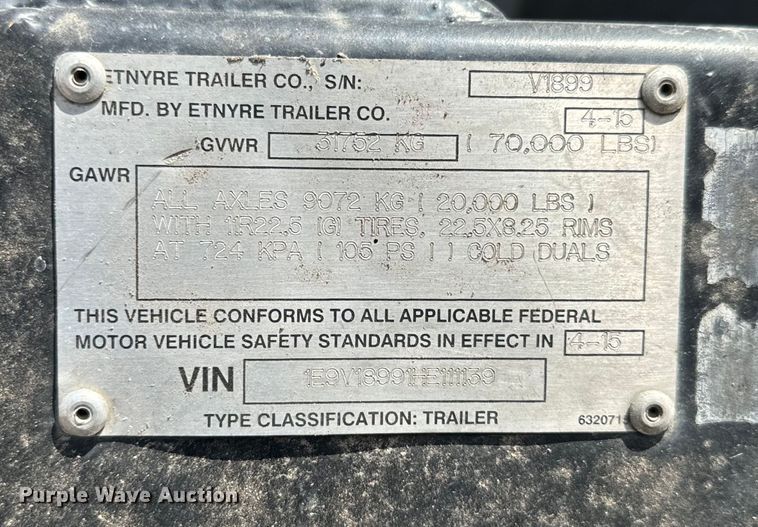 ETNYRE TRAILER CO., S/N: V1899
MFD. BY ETNYRE TRAILER CO. 4-15
GVWR 31752 KG ( 70,000 LBS)
GAWR
ALL AXLES 9072 KG ( 20,000 LBS )
WITH 11R22.5 (G) TIRES, 22.5X8.25 RIMS
AT 724 KPA ( 105 PS I ) COLD DUALS
THIS VEHICLE CONFORMS TO ALL APPLICABLE FEDERAL
MOTOR VEHICLE SAFETY STANDARDS IN EFFECT IN 4-15
VIN 1E9V18991HE111139
TYPE CLASSIFICATION: TRAILER
Purple Wave Auction